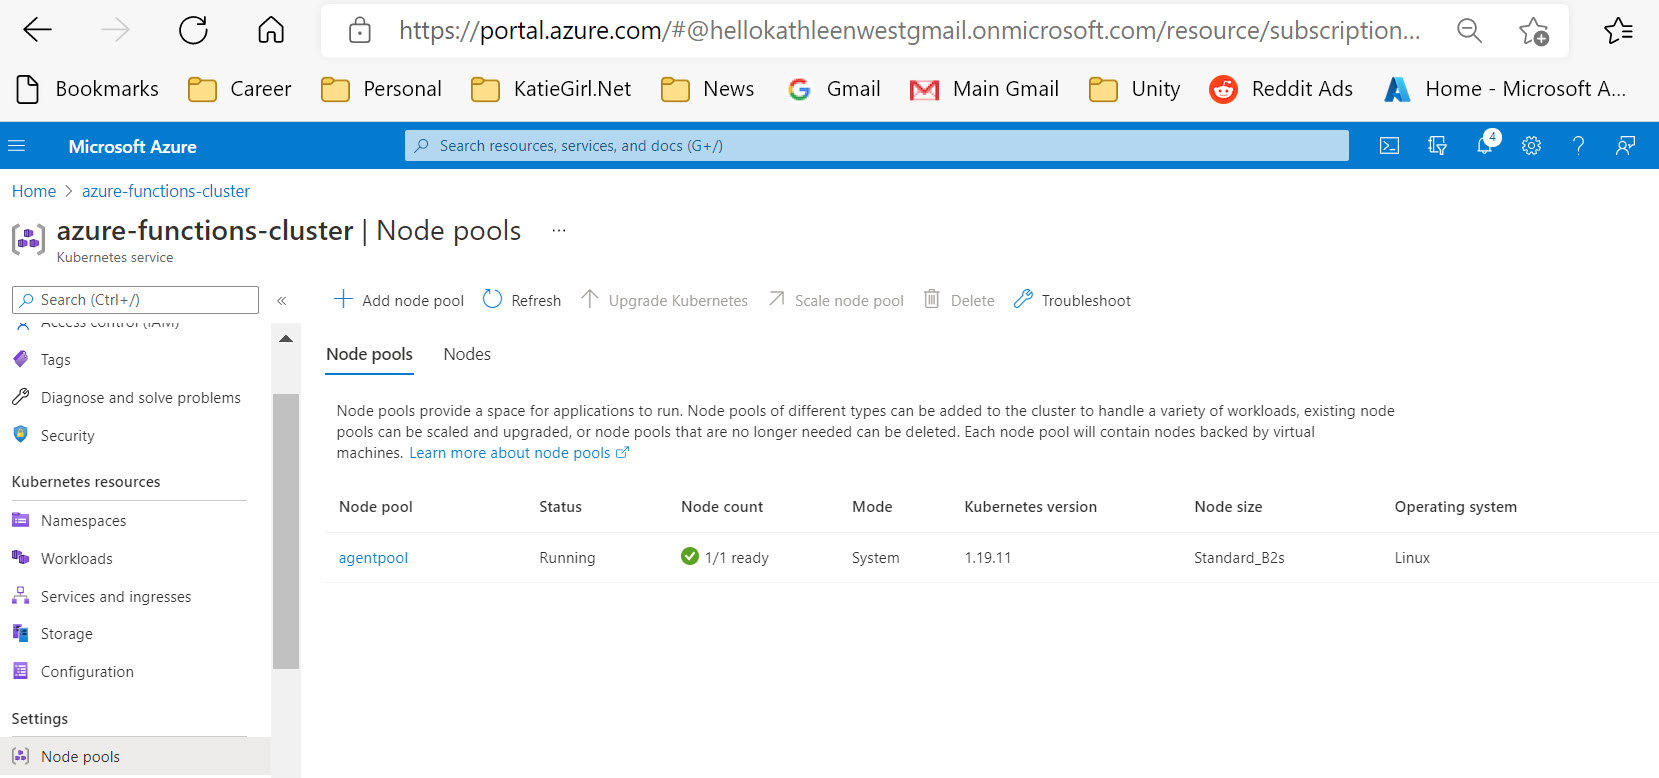 https://portal.azure.com/#@hellokathleenwestgmail.onmicrosoft.com/resource/subscription...
Bookmarks Career Personal KatieGirl.Net News Gmail Main Gmail Unity Reddit Ads Home - Microsoft A...
Microsoft Azure Search resources, services, and docs (G+/) 4
Home > azure-functions-cluster
azure-functions-cluster | Node pools ...
Kubernetes service
Search (Ctrl+/) « Add node pool Refresh Upgrade Kubernetes Scale node pool Delete Troubleshoot
Access control (IAM)
Tags
Diagnose and solve problems
Security
Kubernetes resources
Namespaces
Workloads
Services and ingresses
Storage
Configuration
Settings
Node pools
Node pools Nodes
Node pools provide a space for applications to run. Node pools of different types can be added to the cluster to handle a variety of workloads, existing node
pools can be scaled and upgraded, or node pools that are no longer needed can be deleted. Each node pool will contain nodes backed by virtual
machines. Learn more about node pools
Node pool Status Node count Mode Kubernetes version Node size Operating system
agentpool Running 1/1 ready System 1.19.11 Standard_B2s Linux